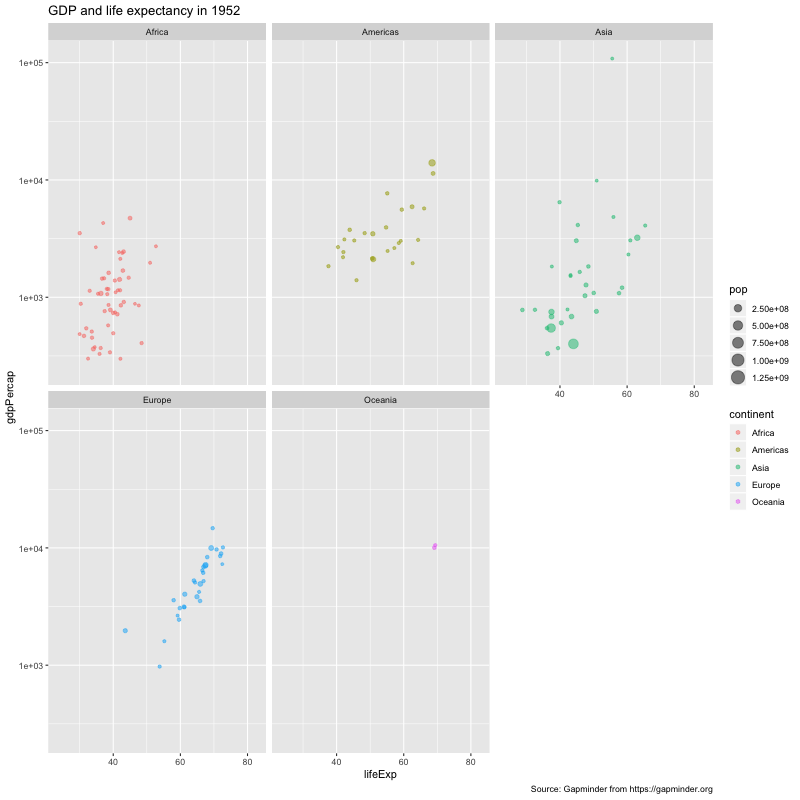 GDP and life expectancy in 1952
Africa
Americas
Asia
1e+05
1e+04
1e+03
40
60
80
Europe
Oceania
1e+05
1e+04
1e+03
40
60
80
40
60
80
gdpPercap
lifeExp
pop
2.50e+08
5.00e+08
7.50e+08
1.00e+09
1.25e+09
continent
Africa
Americas
Asia
Europe
Oceania
Source: Gapminder from https://gapminder.org